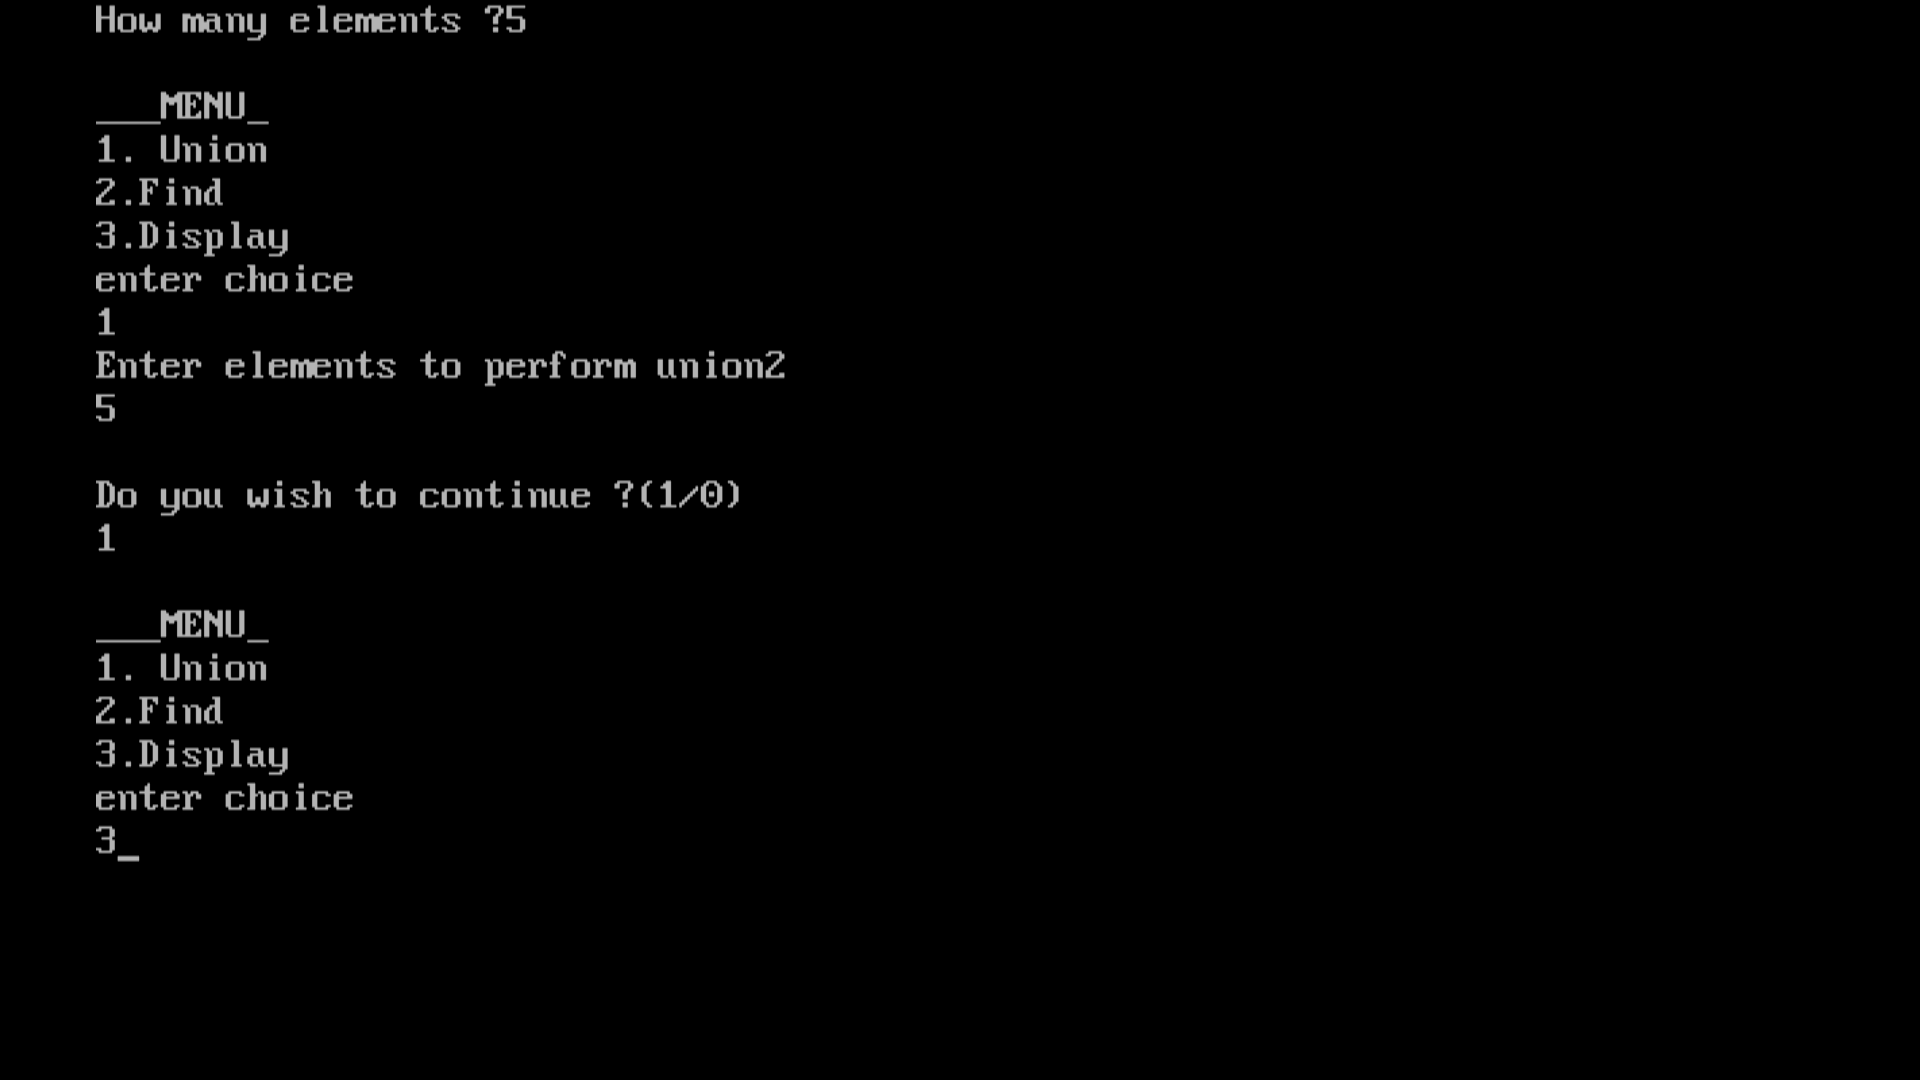 How many elements ?5
___MENU_
1. Union
2.Find
3.Display
enter choice
1
Enter elements to perform union2
5
Do you wish to continue ?(1/0)
1
___MENU_
1. Union
2.Find
3.Display
enter choice
3_